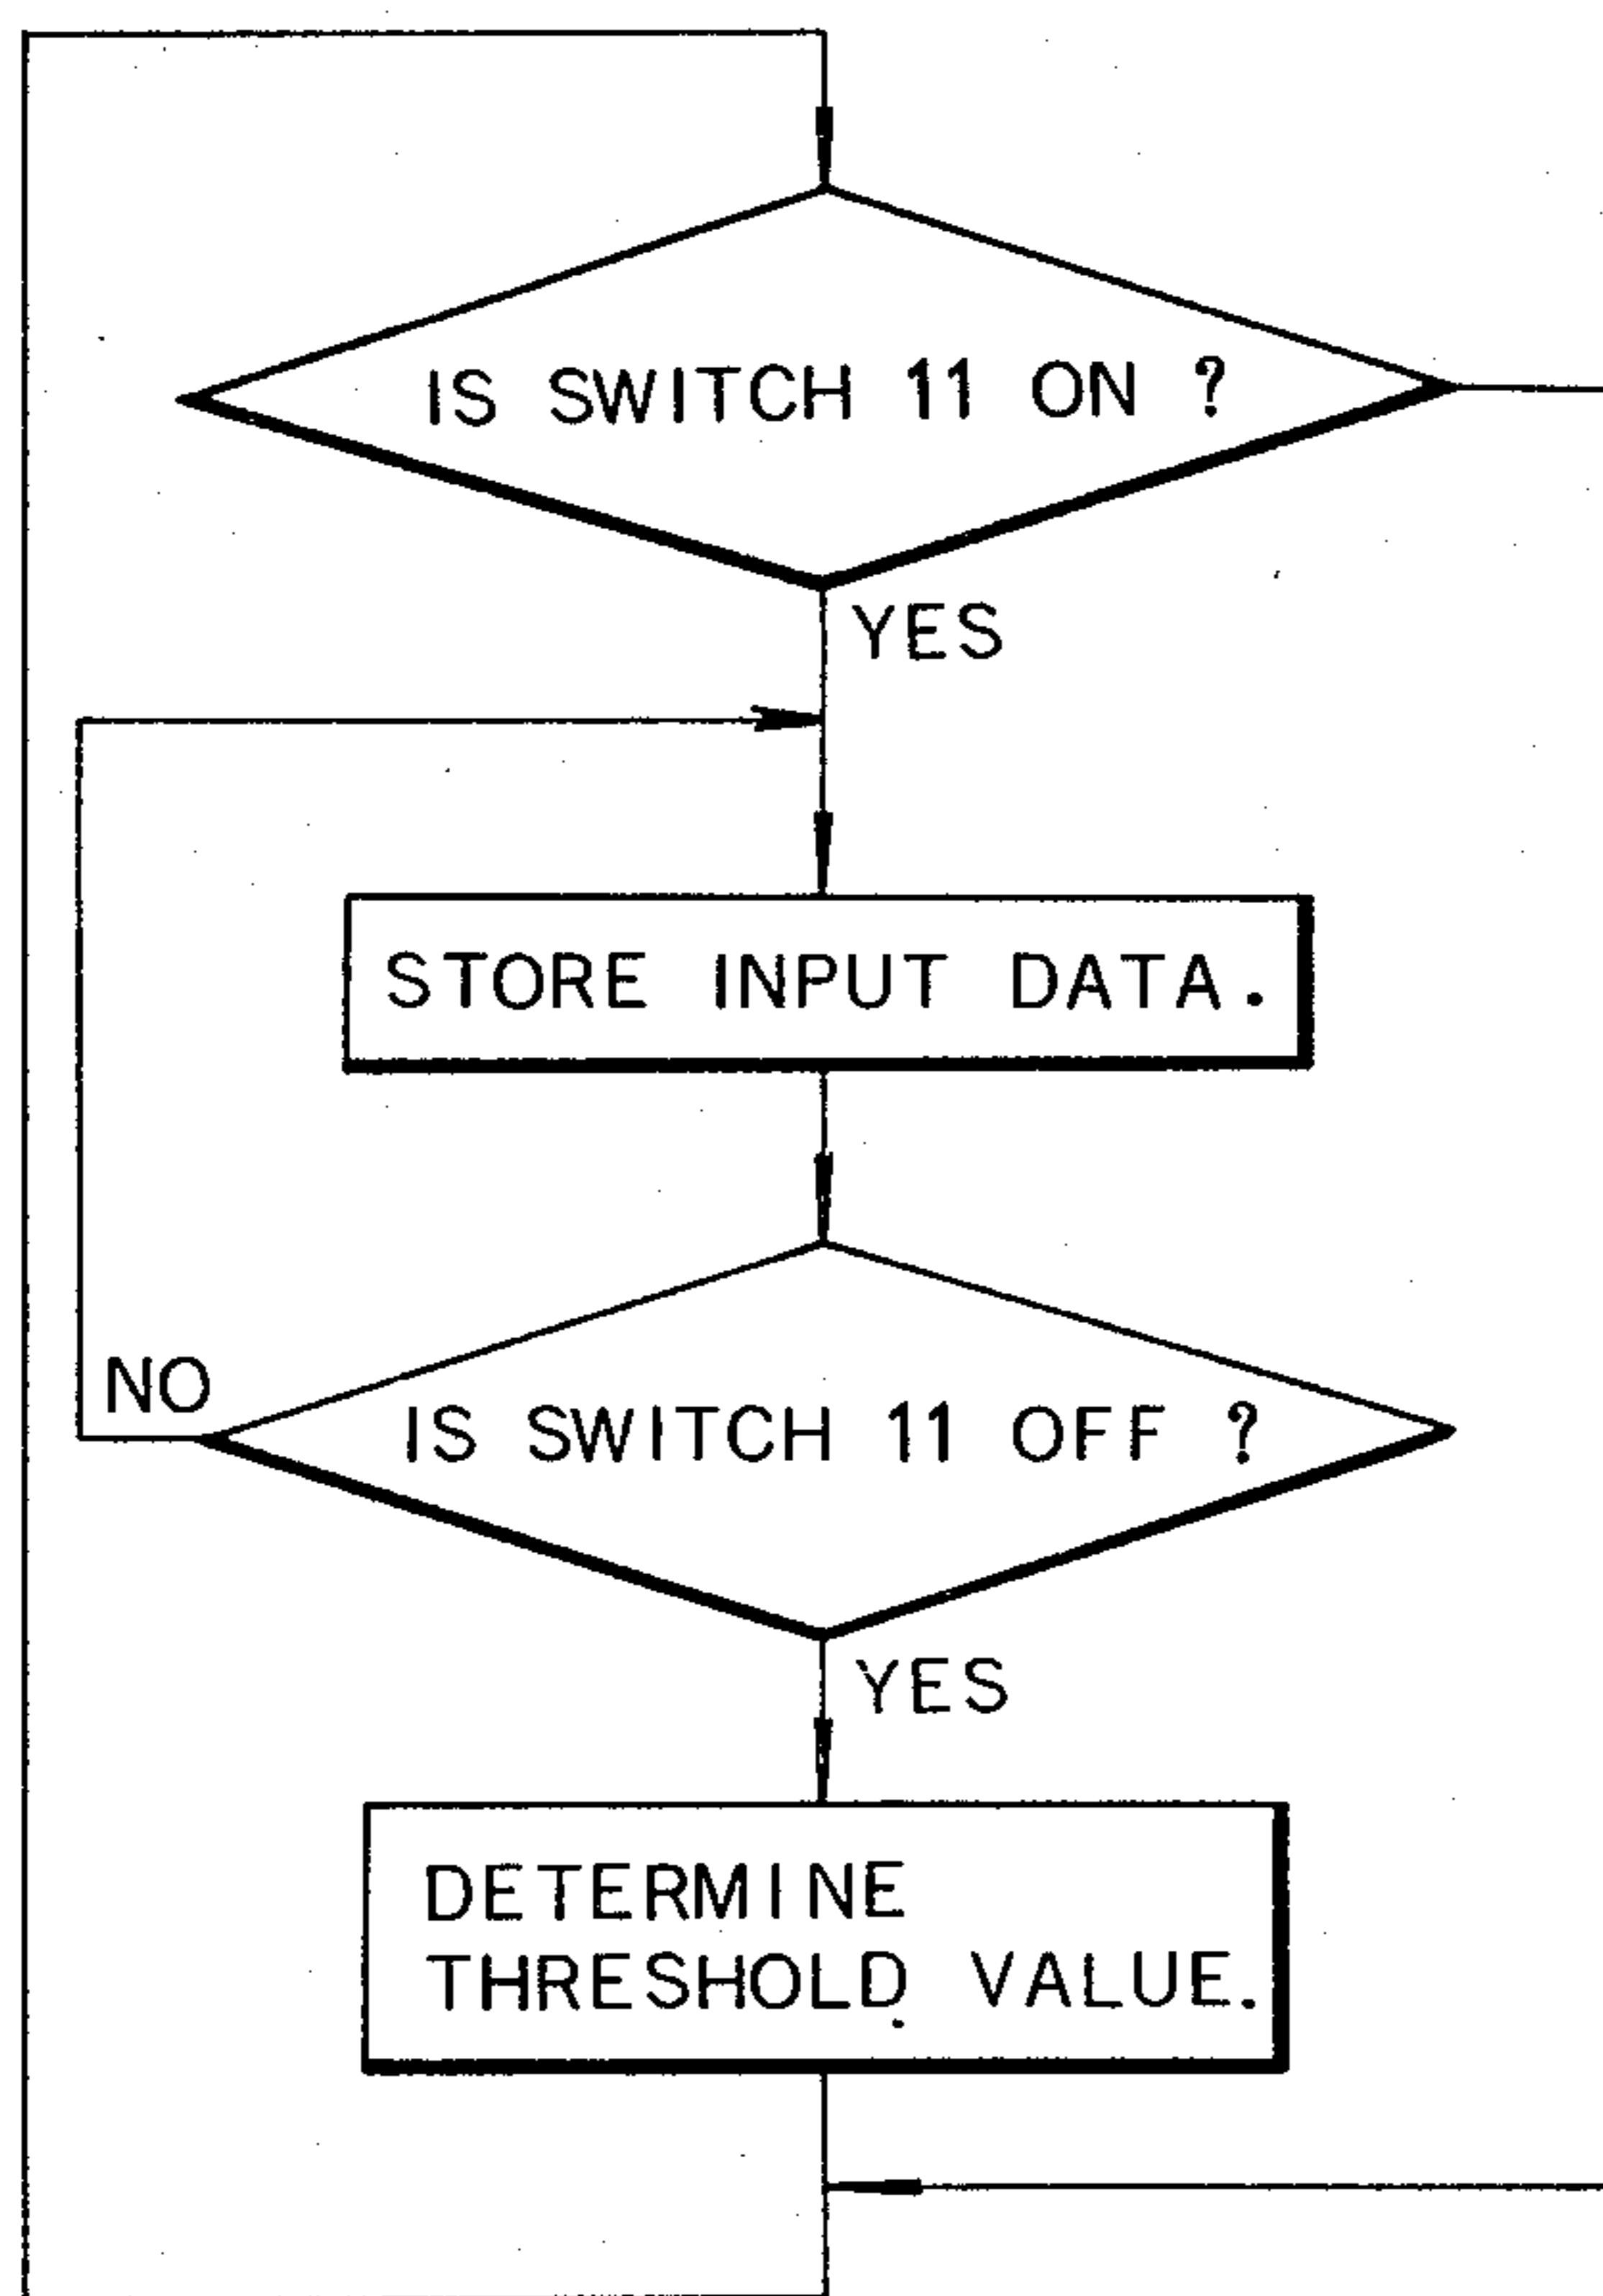 IS SWITCH 11 ON ?
YES
STORE INPUT DATA.
NO
IS SWITCH 11 OFF ?
YES
DETERMINE
THRESHOLD VALUE.